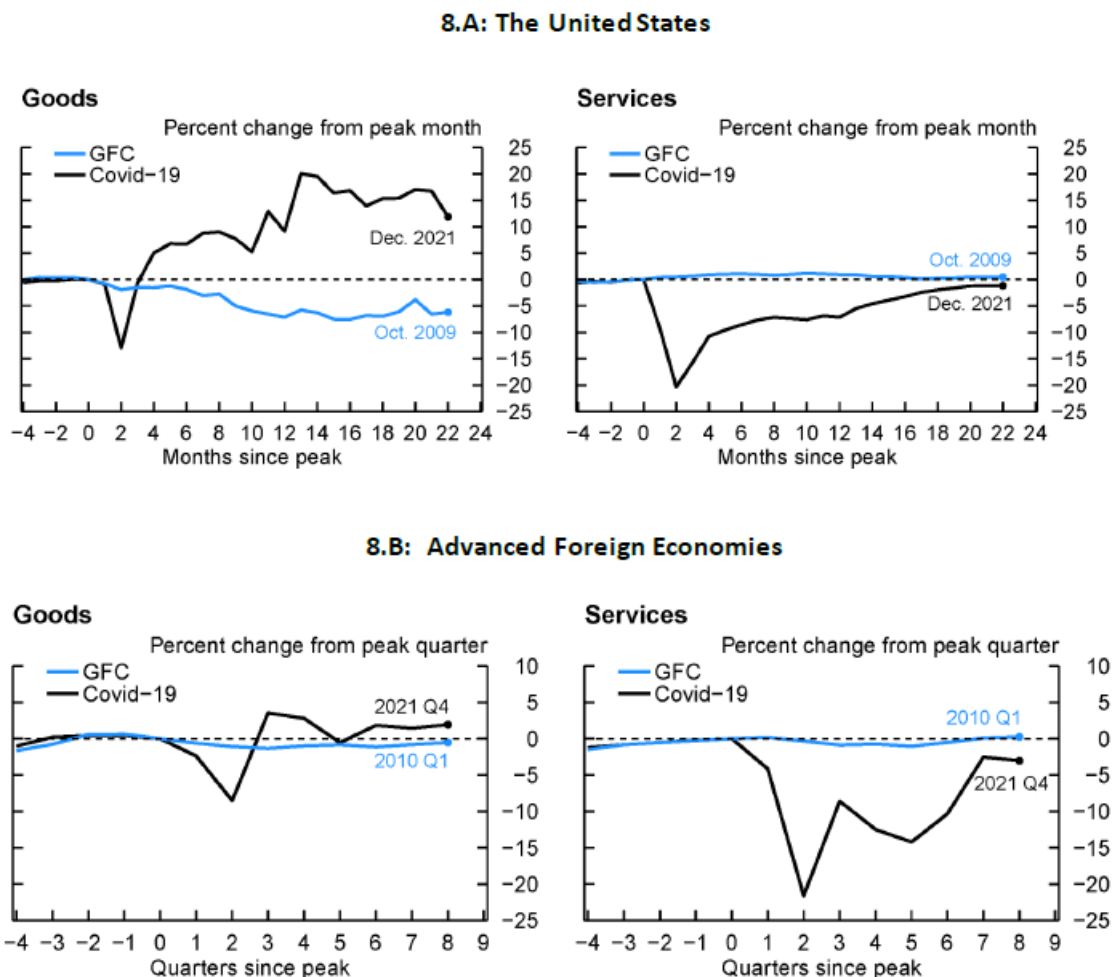 8.A: The United States
Goods
Percent change from peak month
GFC
Covid-19
25
20
15
10
5
0
-5
-10
-15
-20
-25
Dec. 2021
Oct. 2009
-4 -2 0 2 4 6 8 10 12 14 16 18 20 22 24
Months since peak
Services
Percent change from peak month
GFC
Covid-19
25
20
15
10
5
0
-5
-10
-15
-20
-25
Oct. 2009
Dec. 2021
-4 -2 0 2 4 6 8 10 12 14 16 18 20 22 24
Months since peak
8.B: Advanced Foreign Economies
Goods
Percent change from peak quarter
GFC
Covid-19
10
5
0
-5
-10
-15
-20
-25
2021 Q4
2010 Q1
-4 -3 -2 -1 0 1 2 3 4 5 6 7 8 9
Quarters since peak
Services
Percent change from peak quarter
GFC
Covid-19
10
5
0
-5
-10
-15
-20
-25
2010 Q1
2021 Q4
-4 -3 -2 -1 0 1 2 3 4 5 6 7 8 9
Quarters since peak